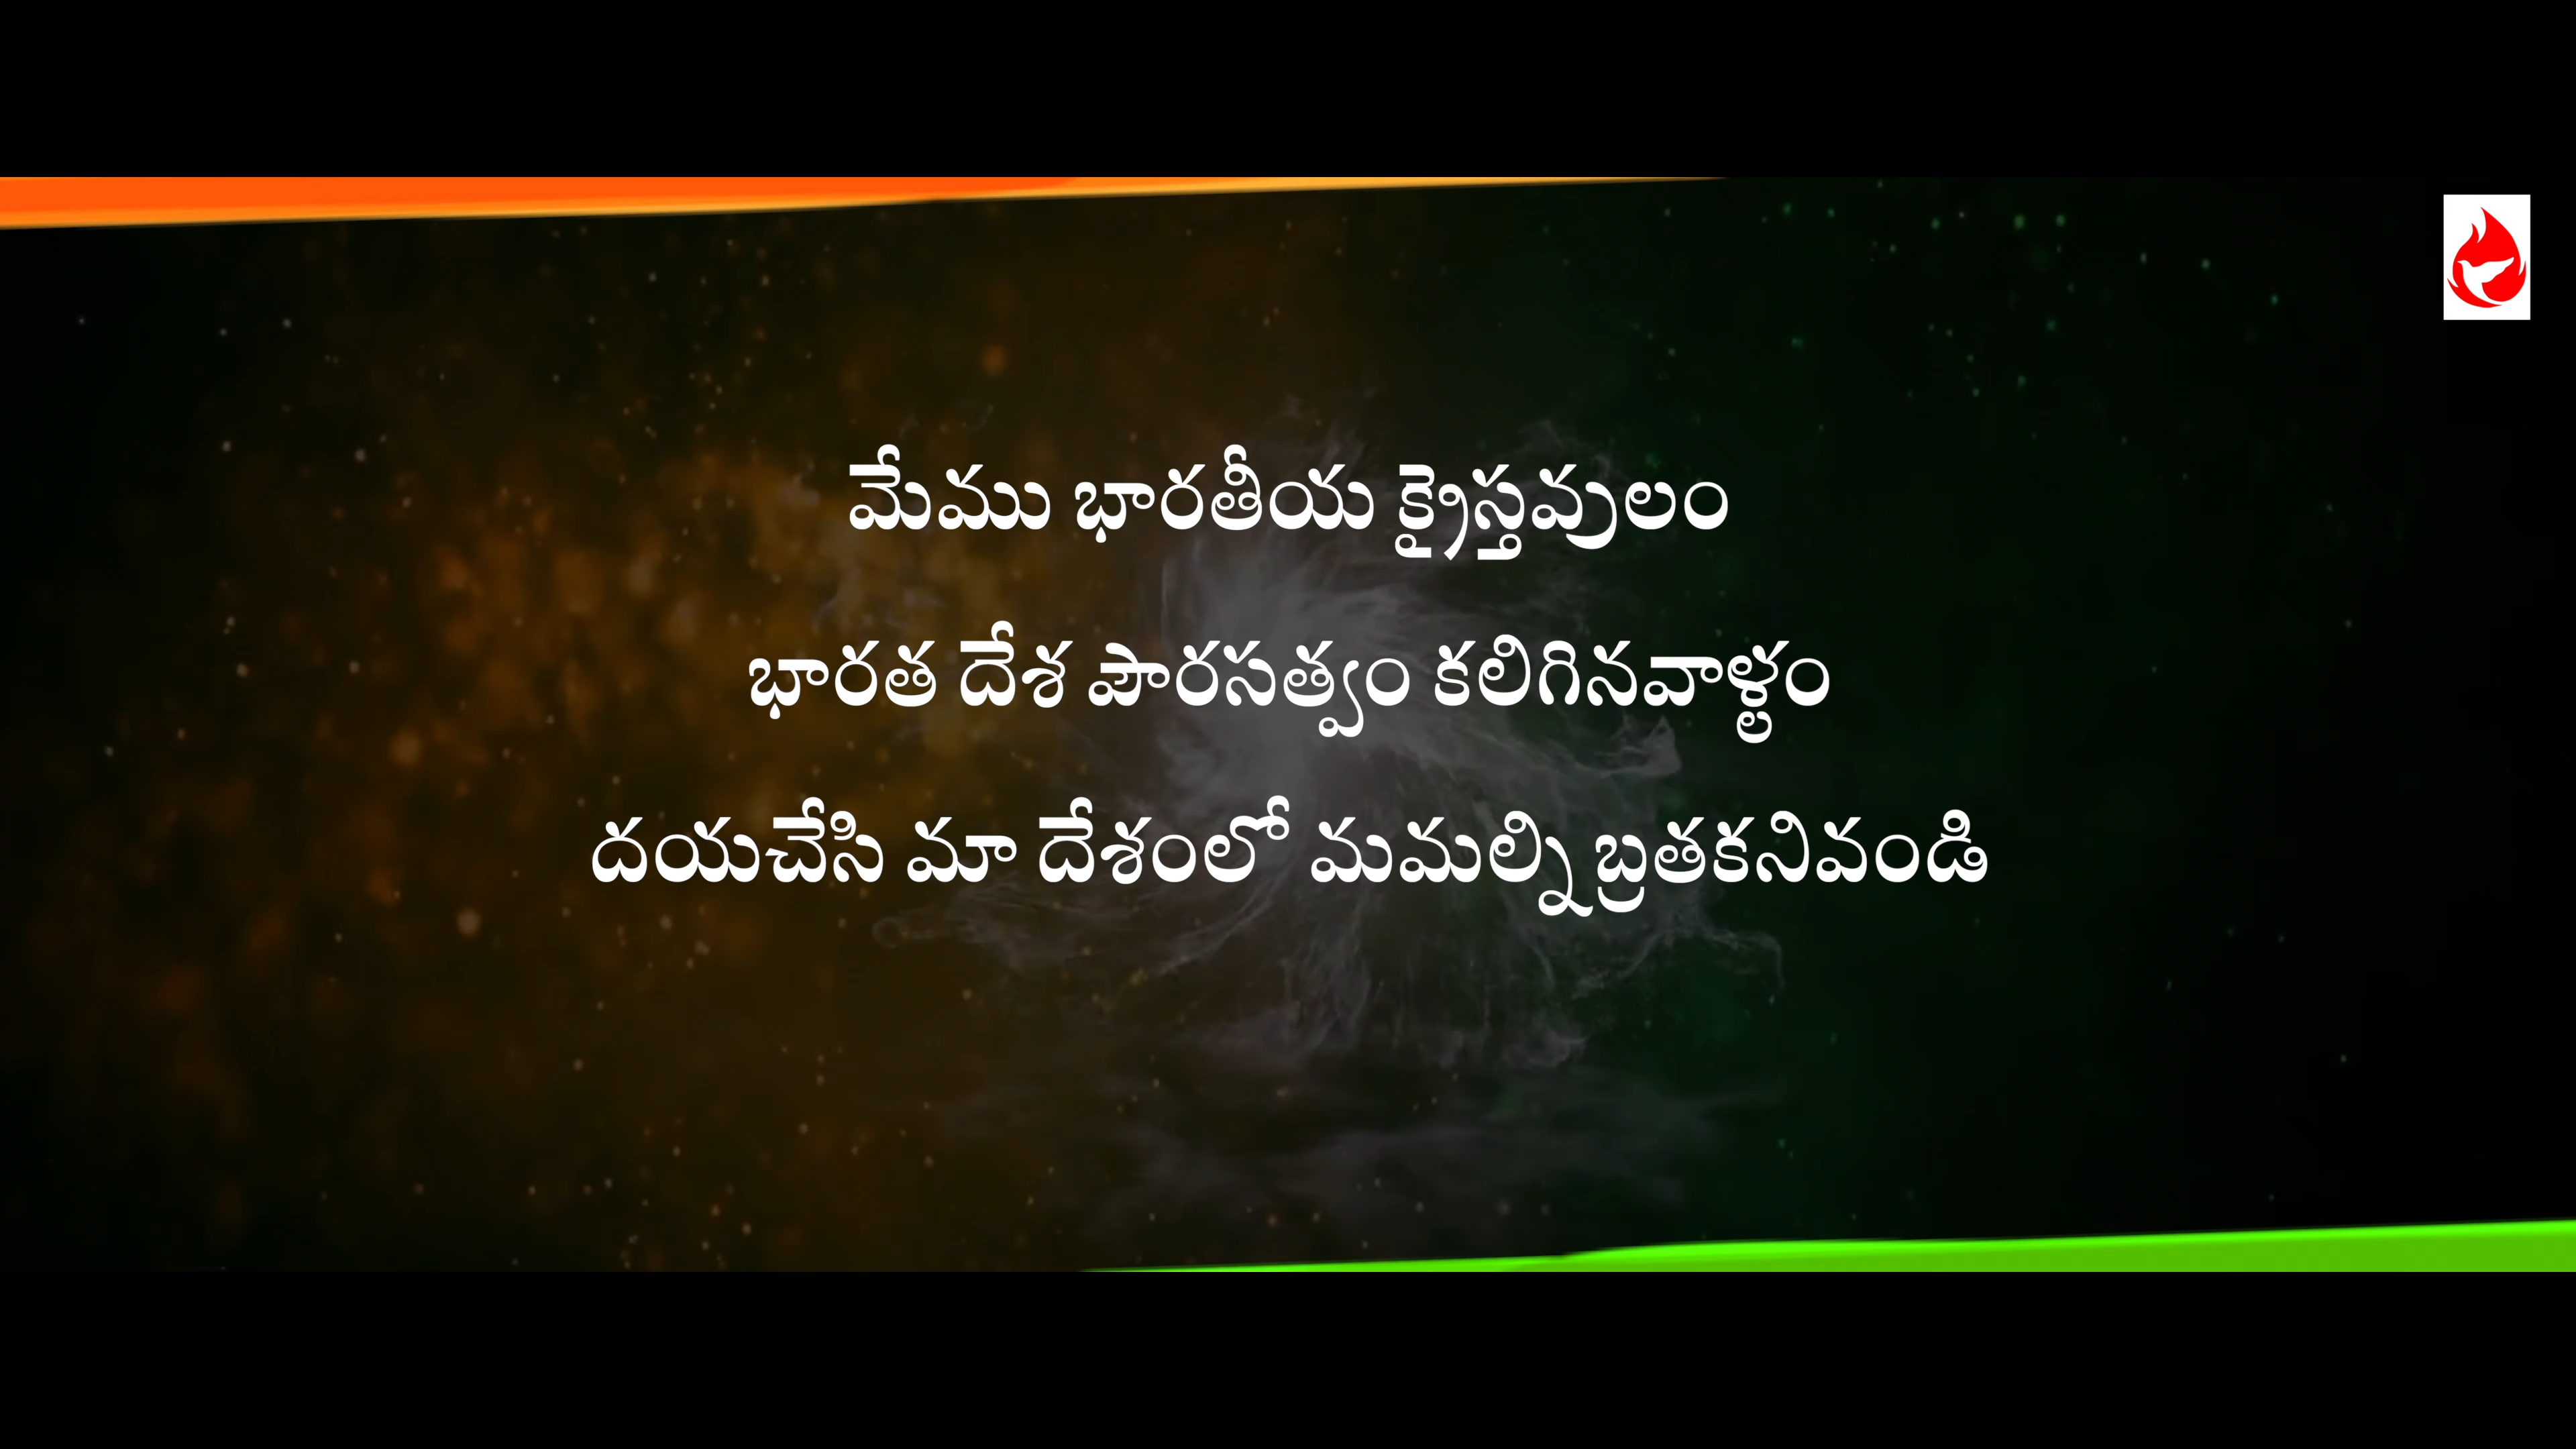 మేము భారతీయ క్రైస్తవులం
భారత దేశ పౌరసత్వం కలిగినవాళ్ళం
దయచేసి మా దేశంలో మమల్ని బ్రతకనివండి